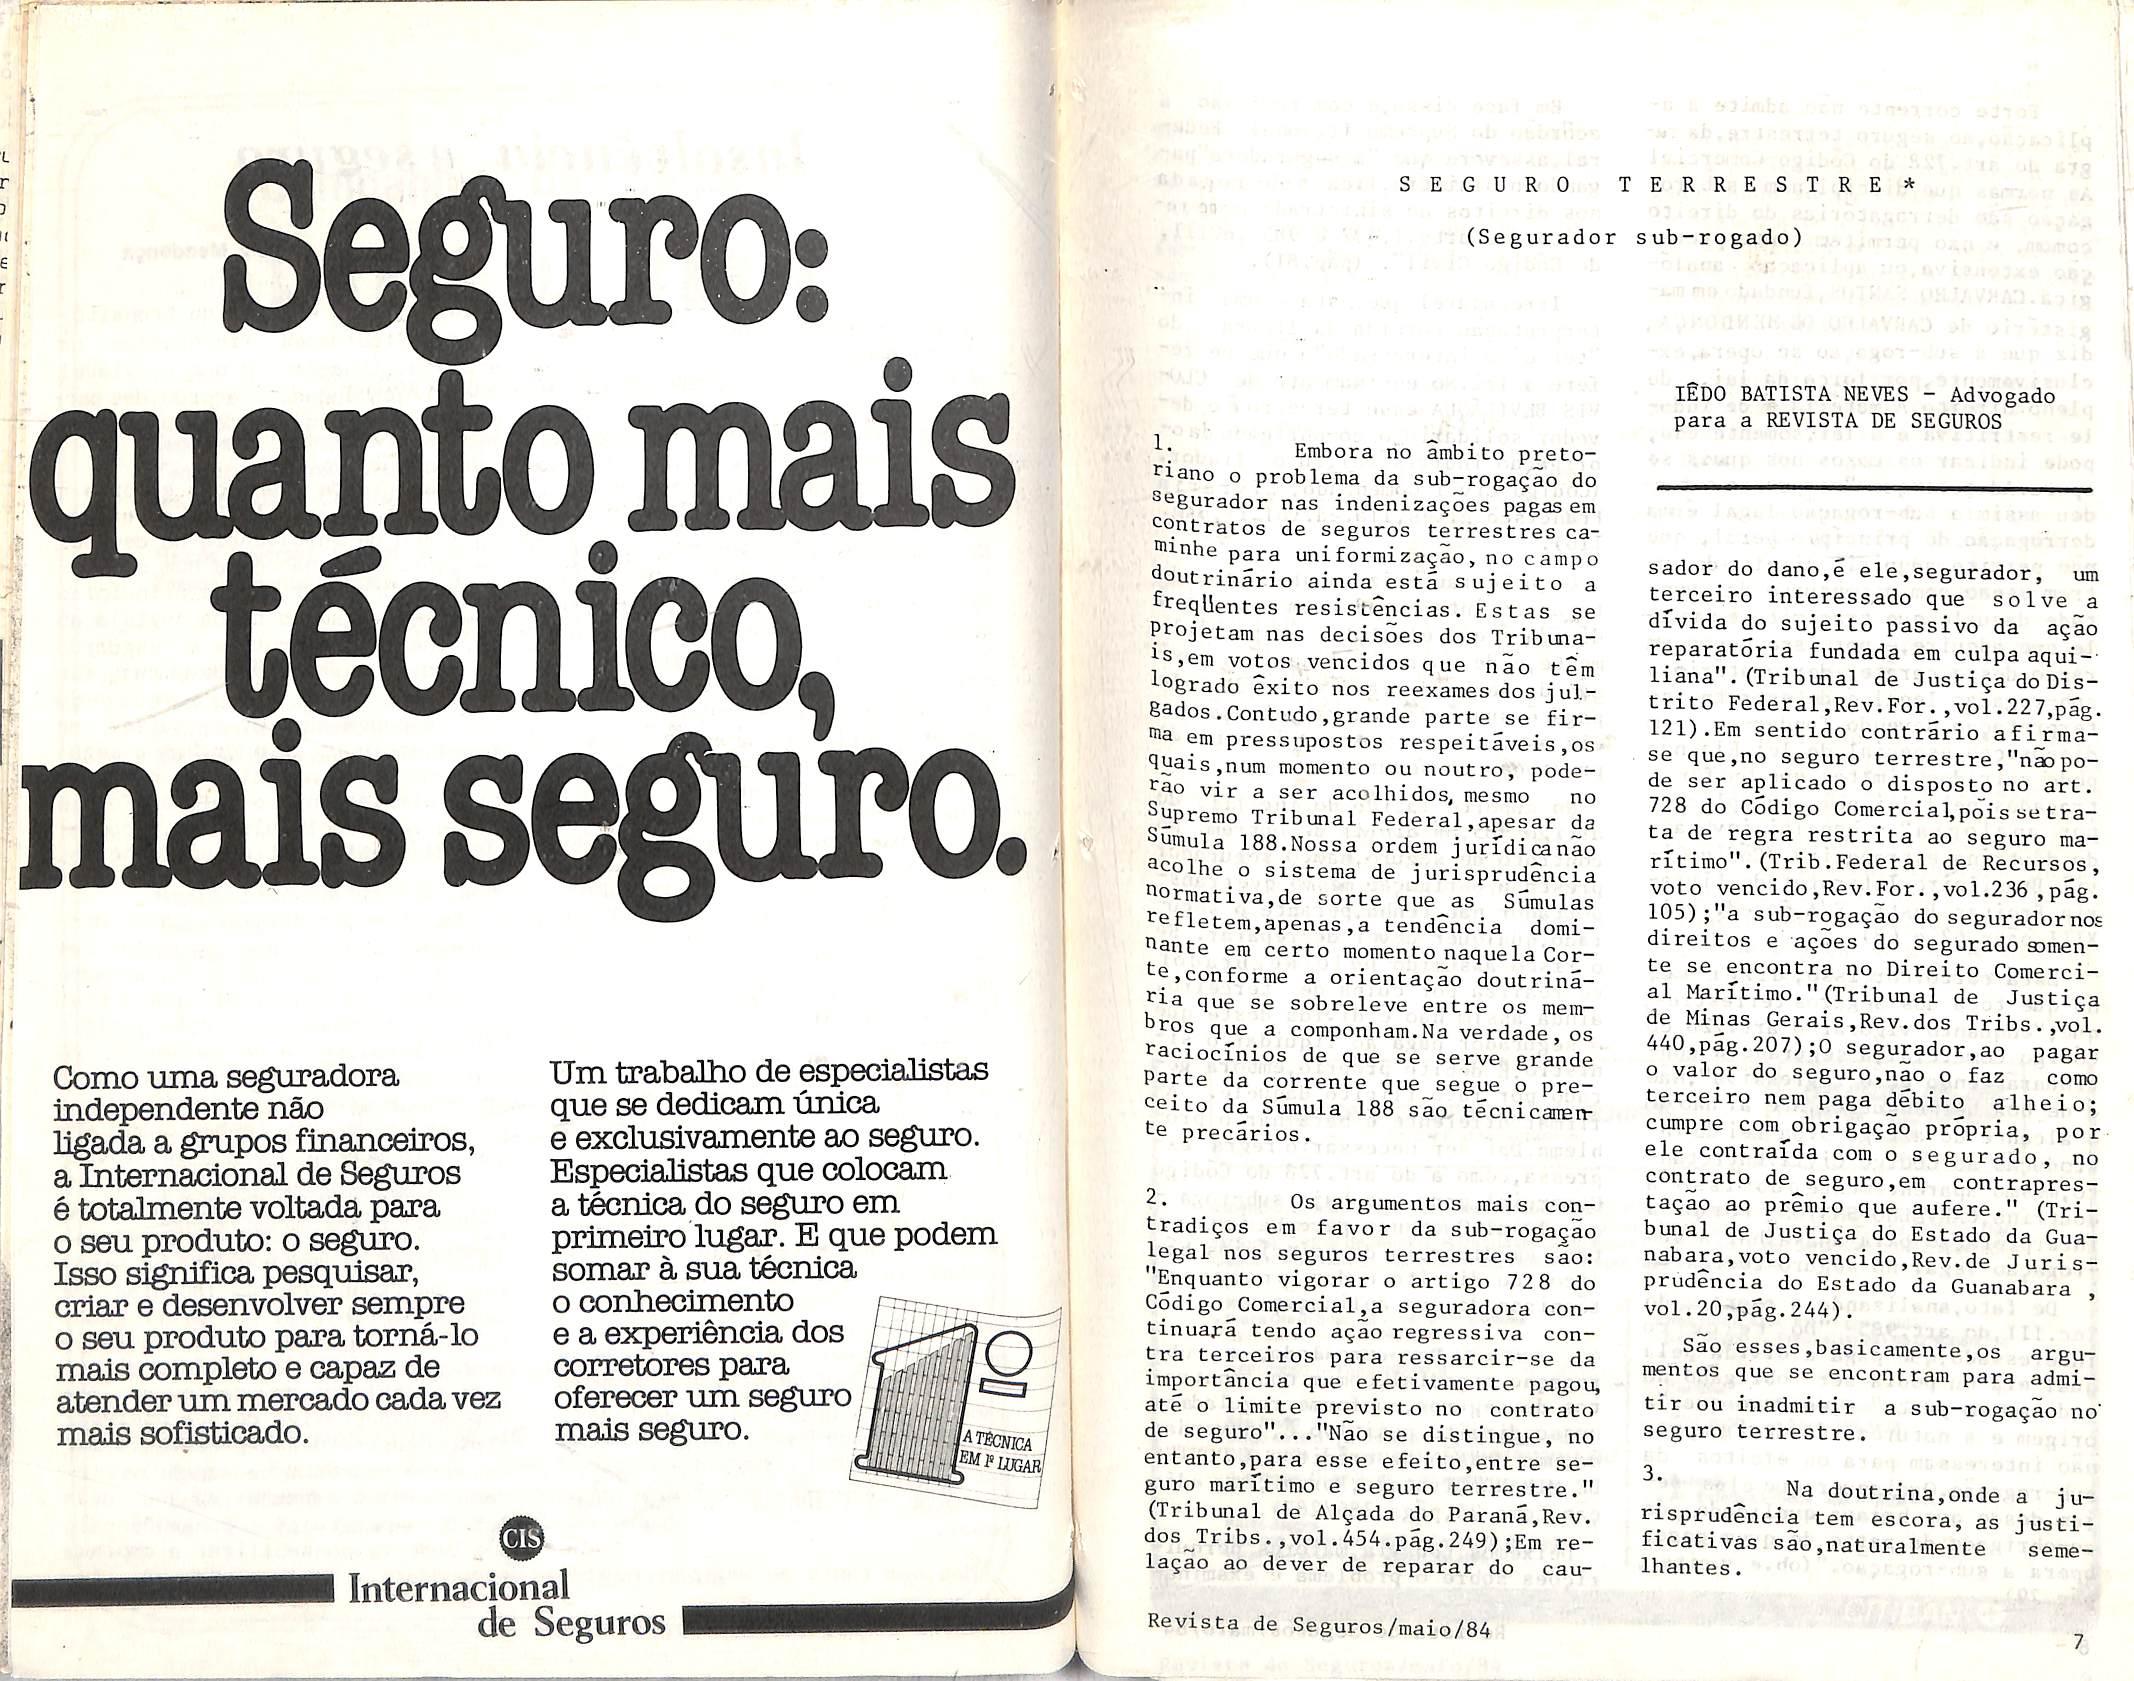 Seguro:
quanto mais
técnico,
mais seguro.
Como uma seguradora
independente não
ligada a grupos financeiros,
a Internacional de Seguros
é totalmente voltada para
o seu produto: o seguro.
Isso significa pesquisar,
criar e desenvolver sempre
o seu produto para torná-lo
mais completo e capaz de
atender um mercado cada vez
mais sofisticado.
Um trabalho de especialistas
que se dedicam única
e exclusivamente ao seguro.
Especialistas que colocam
a técnica do seguro em
primeiro lugar. E que podem
somar à sua técnica
o conhecimento
e a experiência dos
corretores para
oferecer um seguro
mais seguro.
A TÉCNICA
EM 1º LUGAR
CIS
Internacional
de Seguros
SEGURO TERRESTRE*
(Segurador sub-rogado)
IÊDO BATISTA NEVES - Advogado
para a REVISTA DE SEGUROS
1. Embora no âmbito preto-
riano o problema da sub-rogação do
segurador nas indenizações pagas em
contratos de seguros terrestres ca-
minhe para uniformização, no campo
doutrinário ainda está sujeito a
freqüentes resistências. Estas se
projetam nas decisões dos Tribuna-
is,em votos vencidos que não têm
logrado êxito nos reexames dos jul-
gados.Contudo,grande parte se fir-
ma em pressupostos respeitáveis,os
quais,num momento ou noutro, pode-
rão vir a ser acolhidos, mesmo no
Supremo Tribunal Federal,apesar da
Súmula 188.Nossa ordem jurídica não
acolhe o sistema de jurisprudência
normativa,de sorte que as Súmulas
refletem,apenas,a tendência domi-
nante em certo momento naquela Cor-
te,conforme a orientação doutriná-
ria que se sobreleve entre os mem-
bros que a componham.Na verdade, os
raciocínios de que se serve grande
parte da corrente que segue o pre-
ceito da Súmula 188 são técnicamen-
te precários.
2. Os argumentos mais con-
tradiços em favor da sub-rogação
legal nos seguros terrestres são:
"Enquanto vigorar o artigo 728 do
Código Comercial,a seguradora con-
tinuará tendo ação regressiva con-
tra terceiros para ressarcir-se da
importância que efetivamente pagou,
até o limite previsto no contrato
de seguro"..."Não se distingue, no
entanto,para esse efeito,entre se-
guro marítimo e seguro terrestre."
(Tribunal de Alçada do Paraná,Rev.
dos Tribs.,vol.454.pág.249);Em re-
lação ao dever de reparar do cau-
sador do dano,é ele,segurador, um
terceiro interessado que solve a
dívida do sujeito passivo da ação
reparatória fundada em culpa aqui-
liana".(Tribunal de Justiça do Dis-
trito Federal,Rev.For.,vol.227,pág.
121).Em sentido contrário afirma-
se que,no seguro terrestre,"não po-
de ser aplicado o disposto no art.
728 do Código Comercial,pois se tra-
ta de regra restrita ao seguro ma-
rítimo".(Trib.Federal de Recursos,
voto vencido,Rev.For.,vol.236,pág.
105);"a sub-rogação do segurador nos
direitos e ações do segurado somen-
te se encontra no Direito Comerci-
al Marítimo."(Tribunal de Justiça
de Minas Gerais,Rev.dos Tribs.,vol.
440,pág.207);O segurador,ao pagar
o valor do seguro,não o faz como
terceiro nem paga débito alheio;
cumpre com obrigação própria, por
ele contraída com o segurado, no
contrato de seguro,em contrapres-
tação ao prêmio que aufere." (Tri-
bunal de Justiça do Estado da Gua-
nabara,voto vencido,Rev.de Juris-
prudência do Estado da Guanabara ,
vol.20,pág.244).
São esses,basicamente,os argu-
mentos que se encontram para admi-
tir ou inadmitir a sub-rogação no
seguro terrestre.
3.
Na doutrina,onde a ju-
risprudência tem escora, as justi-
ficativas são,naturalmente seme-
lhantes.
Revista de Seguros/maio/84
7